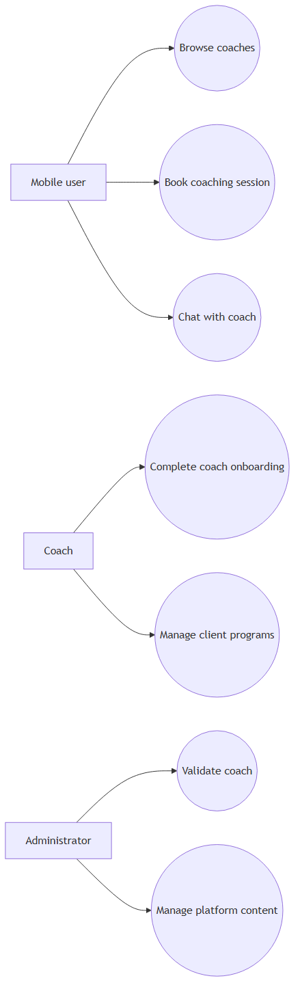 Browse coaches
Mobile user
Book coaching session
Chat with coach
Complete coach onboarding
Coach
Manage client programs
Validate coach
Administrator
Manage platform content